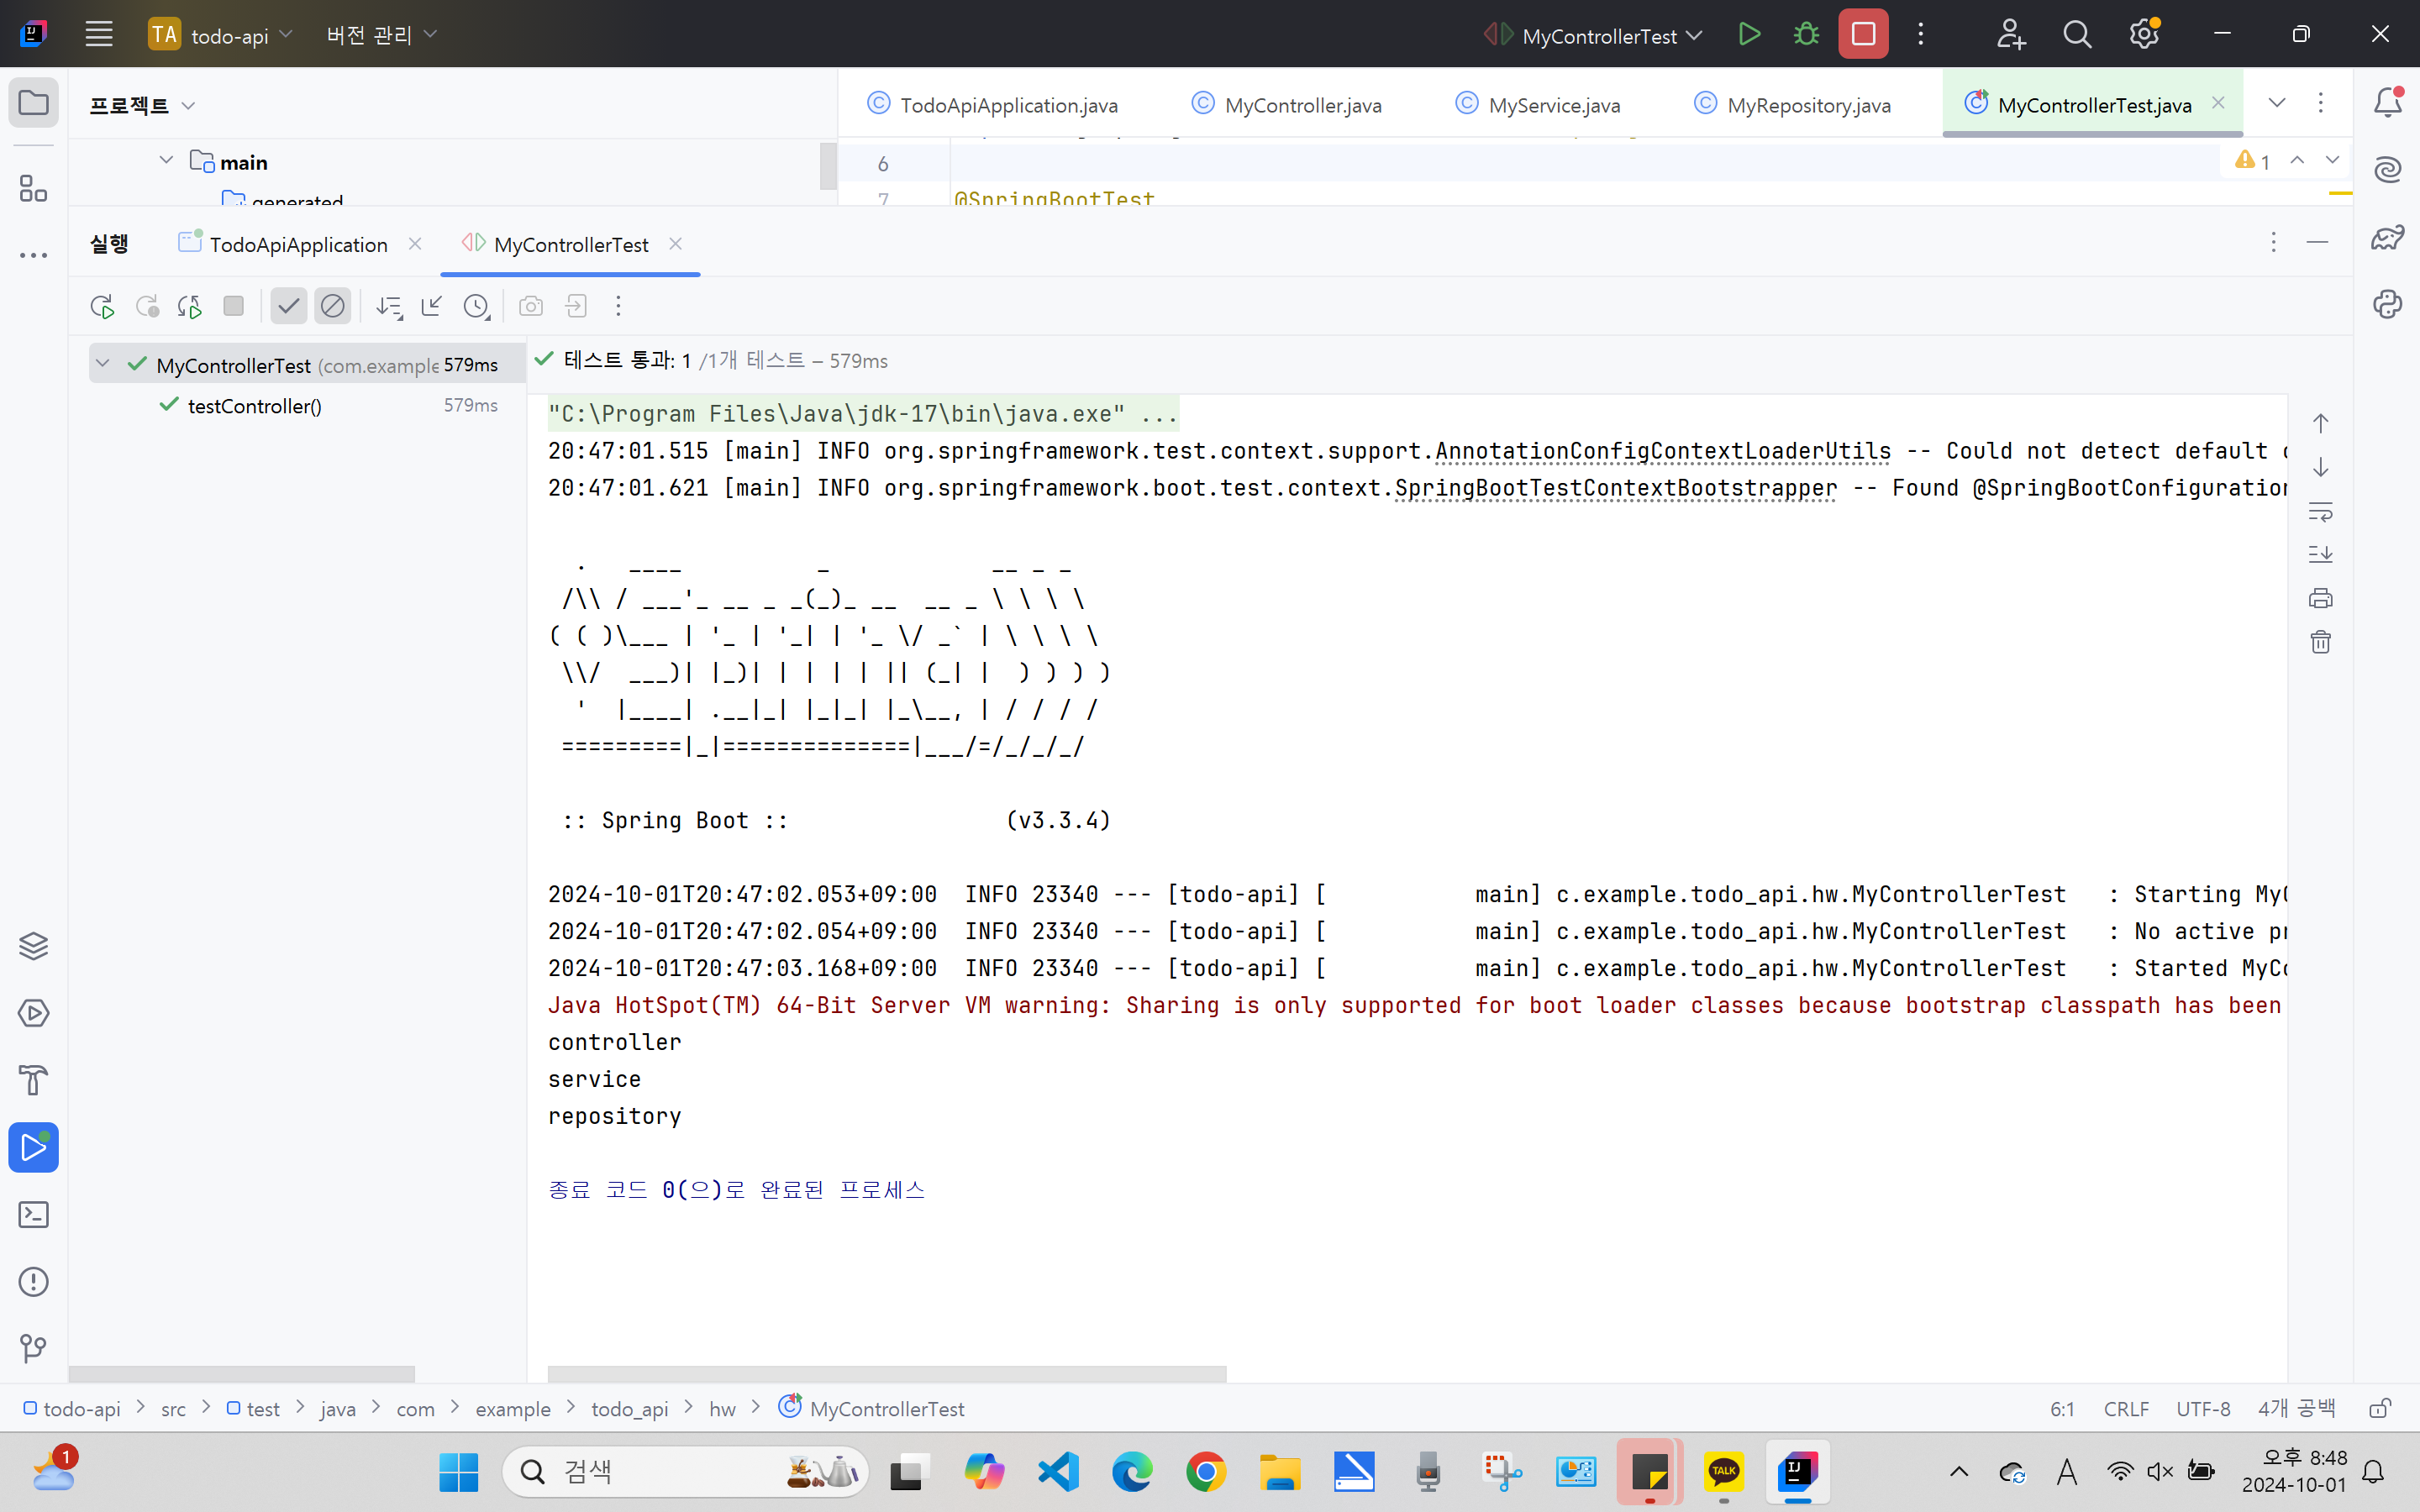 TA todo-api 버전 관리 MyControllerTest
프로젝트
TodoApiApplication.java MyController.java MyService.java MyRepository.java MyControllerTest.java
main
generated
6
1
7 @SpringBootTest
실행 TodoApiApplication MyControllerTest
MyControllerTest (com.example 579ms
testController() 579ms
테스트 통과: 1 /1개 테스트 – 579ms
"C:\Program Files\Java\jdk-17\bin\java.exe" ...
20:47:01.515 [main] INFO org.springframework.test.context.support.AnnotationConfigContextLoaderUtils -- Could not detect default
20:47:01.621 [main] INFO org.springframework.boot.test.context.SpringBootTestContextBootstrapper -- Found @SpringBootConfiguration
  .   ____          _            __ _ _
 /\\ / ___'_ __ _ _(_)_ __  __ _ \ \ \ \
( ( )\___ | '_ | '_| | '_ \/ _` | \ \ \ \
 \\/  ___)| |_)| | | | | || (_| |  ) ) ) )
  '  |____| .__|_| |_|_| |_\__, | / / / /
 =========|_|==============|___/=/_/_/_/
 :: Spring Boot ::                (v3.3.4)
2024-10-01T20:47:02.053+09:00  INFO 23340 --- [todo-api] [           main] c.example.todo_api.hw.MyControllerTest   : Starting MyC
2024-10-01T20:47:02.054+09:00  INFO 23340 --- [todo-api] [           main] c.example.todo_api.hw.MyControllerTest   : No active pr
2024-10-01T20:47:03.168+09:00  INFO 23340 --- [todo-api] [           main] c.example.todo_api.hw.MyControllerTest   : Started MyCo
Java HotSpot(TM) 64-Bit Server VM warning: Sharing is only supported for boot loader classes because bootstrap classpath has been
controller
service
repository
종료 코드 0(으)로 완료된 프로세스
todo-api > src > test > java > com > example > todo_api > hw > MyControllerTest
6:1 CRLF UTF-8 4개 공백
1
검색
TALK
A
오후 8:48
2024-10-01